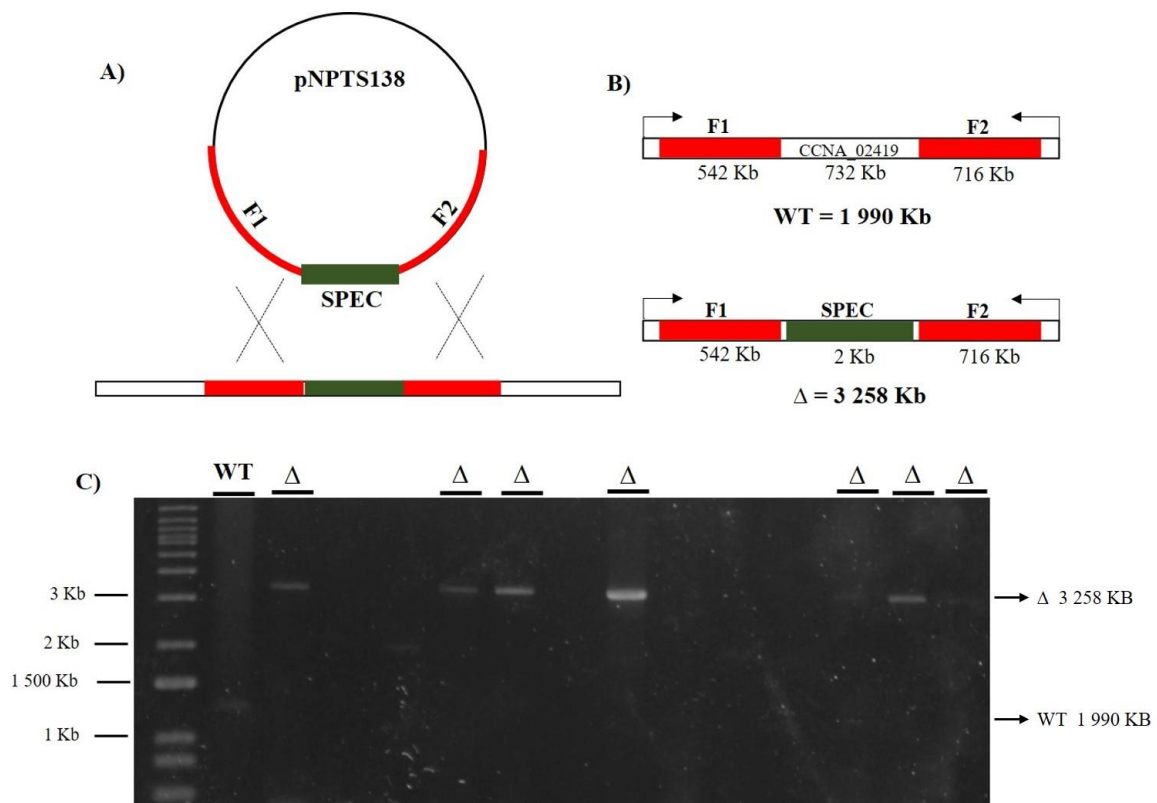 A)
pNPTS138
F1
F2
SPEC
B)
F1 F2
CCNA_02419
542 Kb 732 Kb 716 Kb
WT = 1 990 Kb
F1 SPEC F2
542 Kb 2 Kb 716 Kb
Δ = 3 258 Kb
C)
WT Δ Δ Δ Δ Δ Δ Δ
3 Kb
2 Kb
1 500 Kb
1 Kb
Δ 3 258 KB
WT 1 990 KB